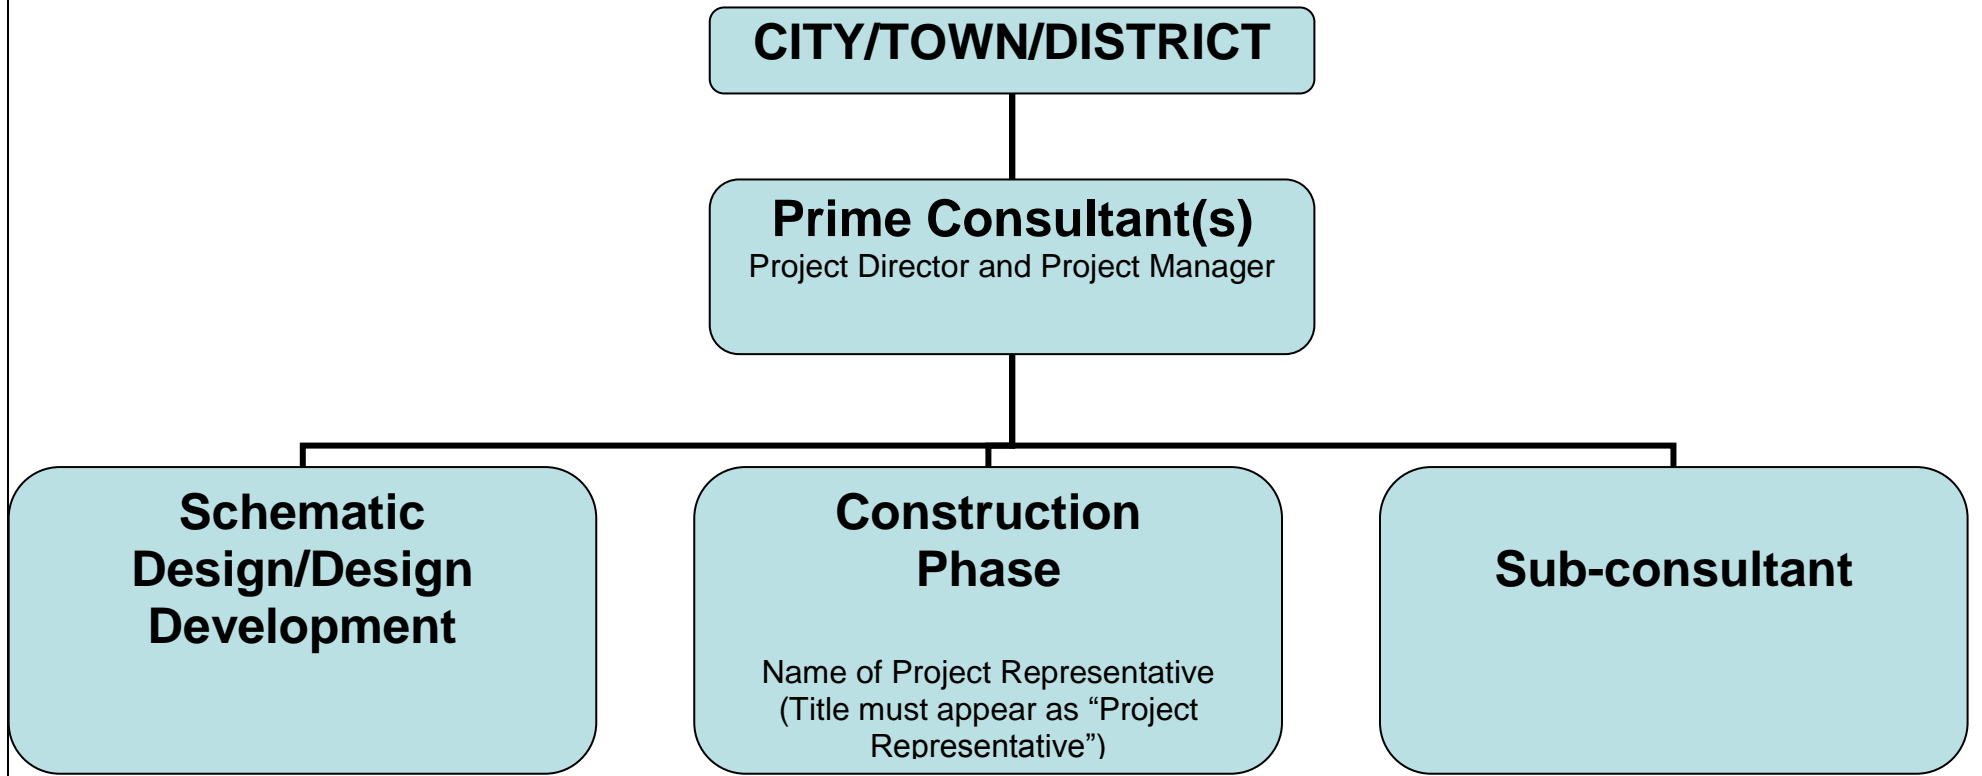 CITY/TOWN/DISTRICT
Prime Consultant(s)
Project Director and Project Manager
Schematic
Design/Design
Development
Construction
Phase
Name of Project Representative
(Title must appear as “Project
Representative”)
Sub-consultant